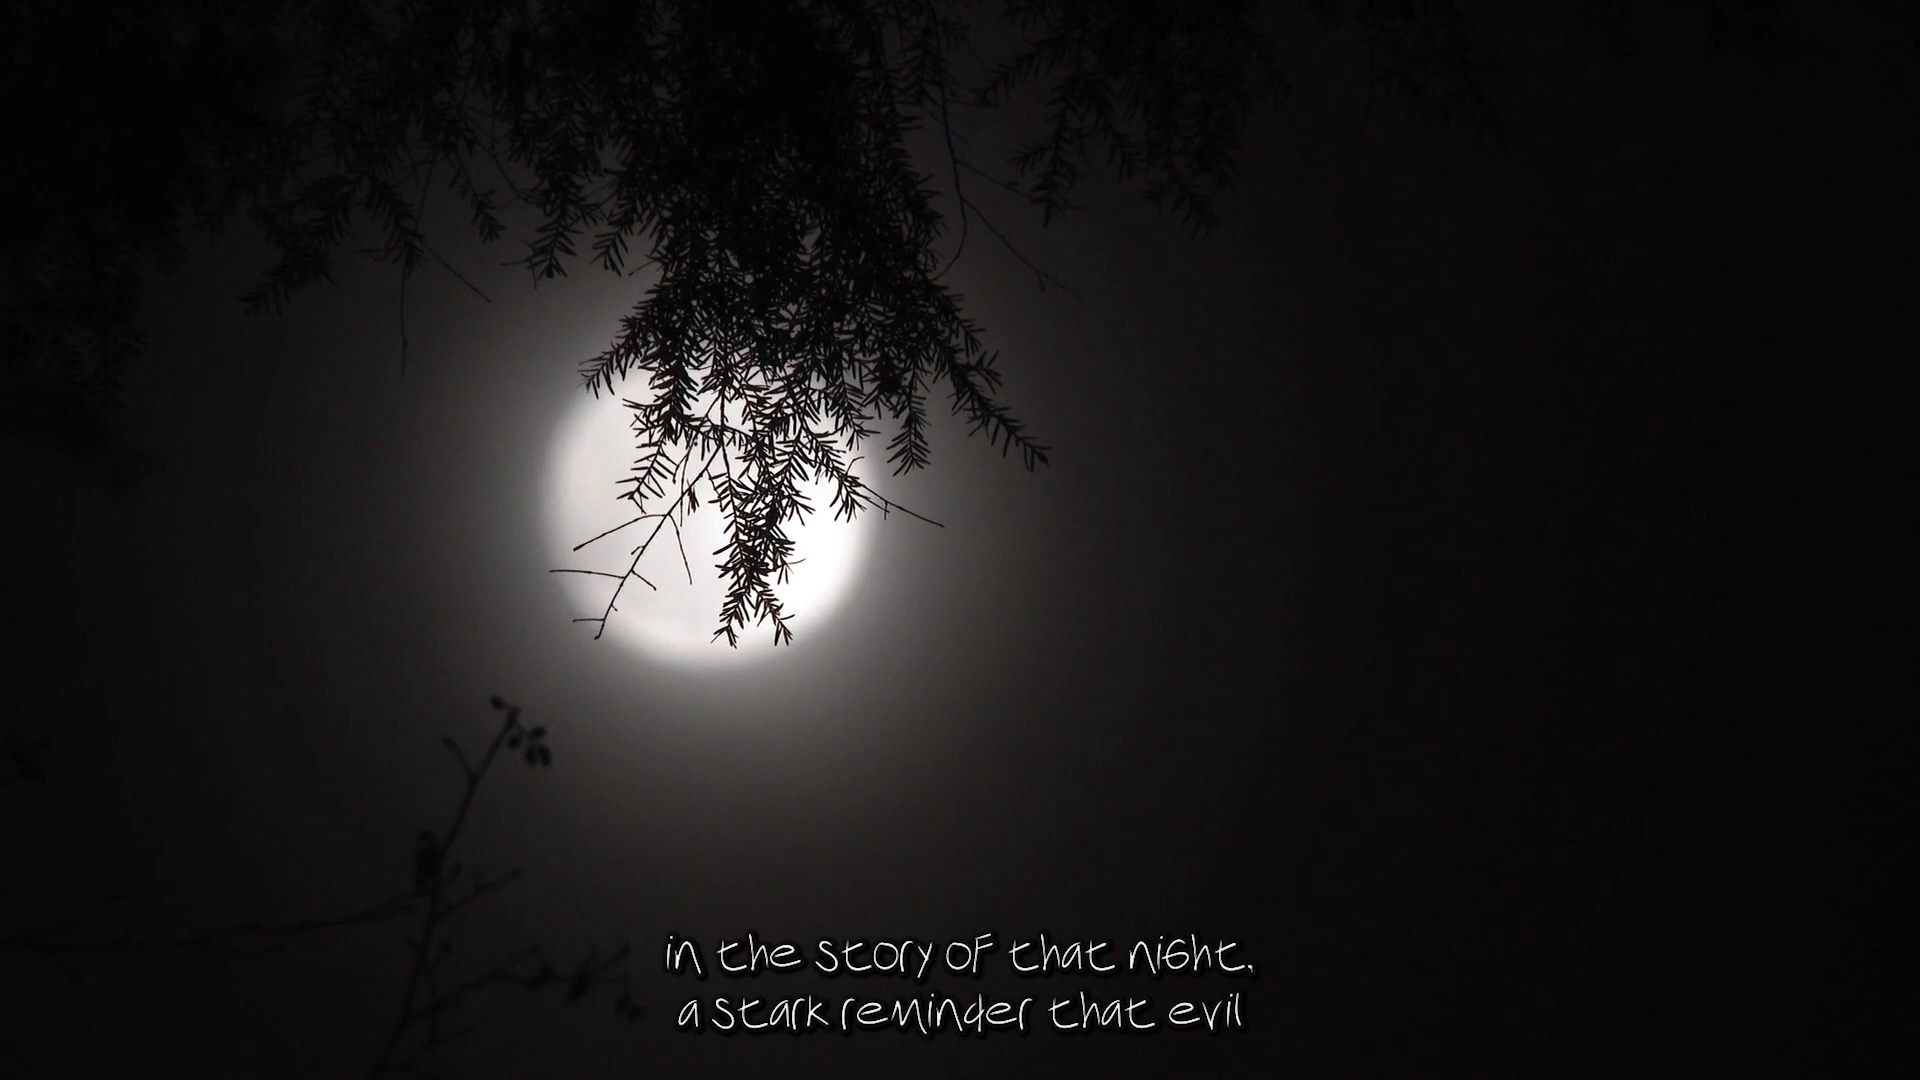 in the story of that night,
a stark reminder that evil